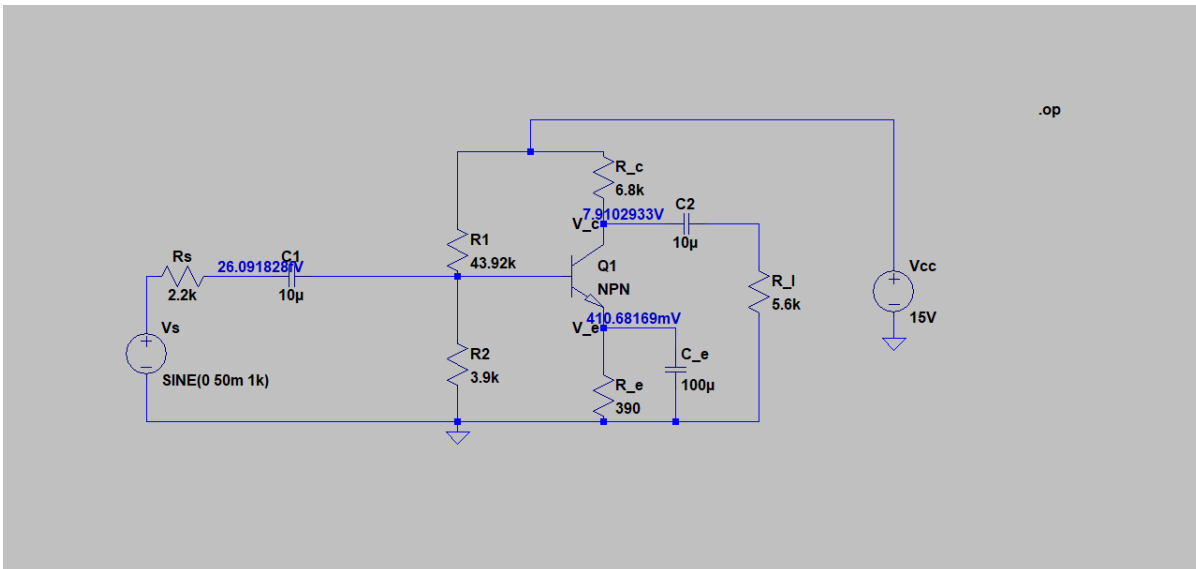 .op
R_c
6.8k
7.9102933V
V_c
C2
10µ
R1
43.92k
Rs
2.2k
26.091828fV
C1
10µ
Q1
NPN
R_l
5.6k
Vcc
15V
Vs
SINE(0 50m 1k)
410.68169mV
V_e
R2
3.9k
C_e
100µ
R_e
390